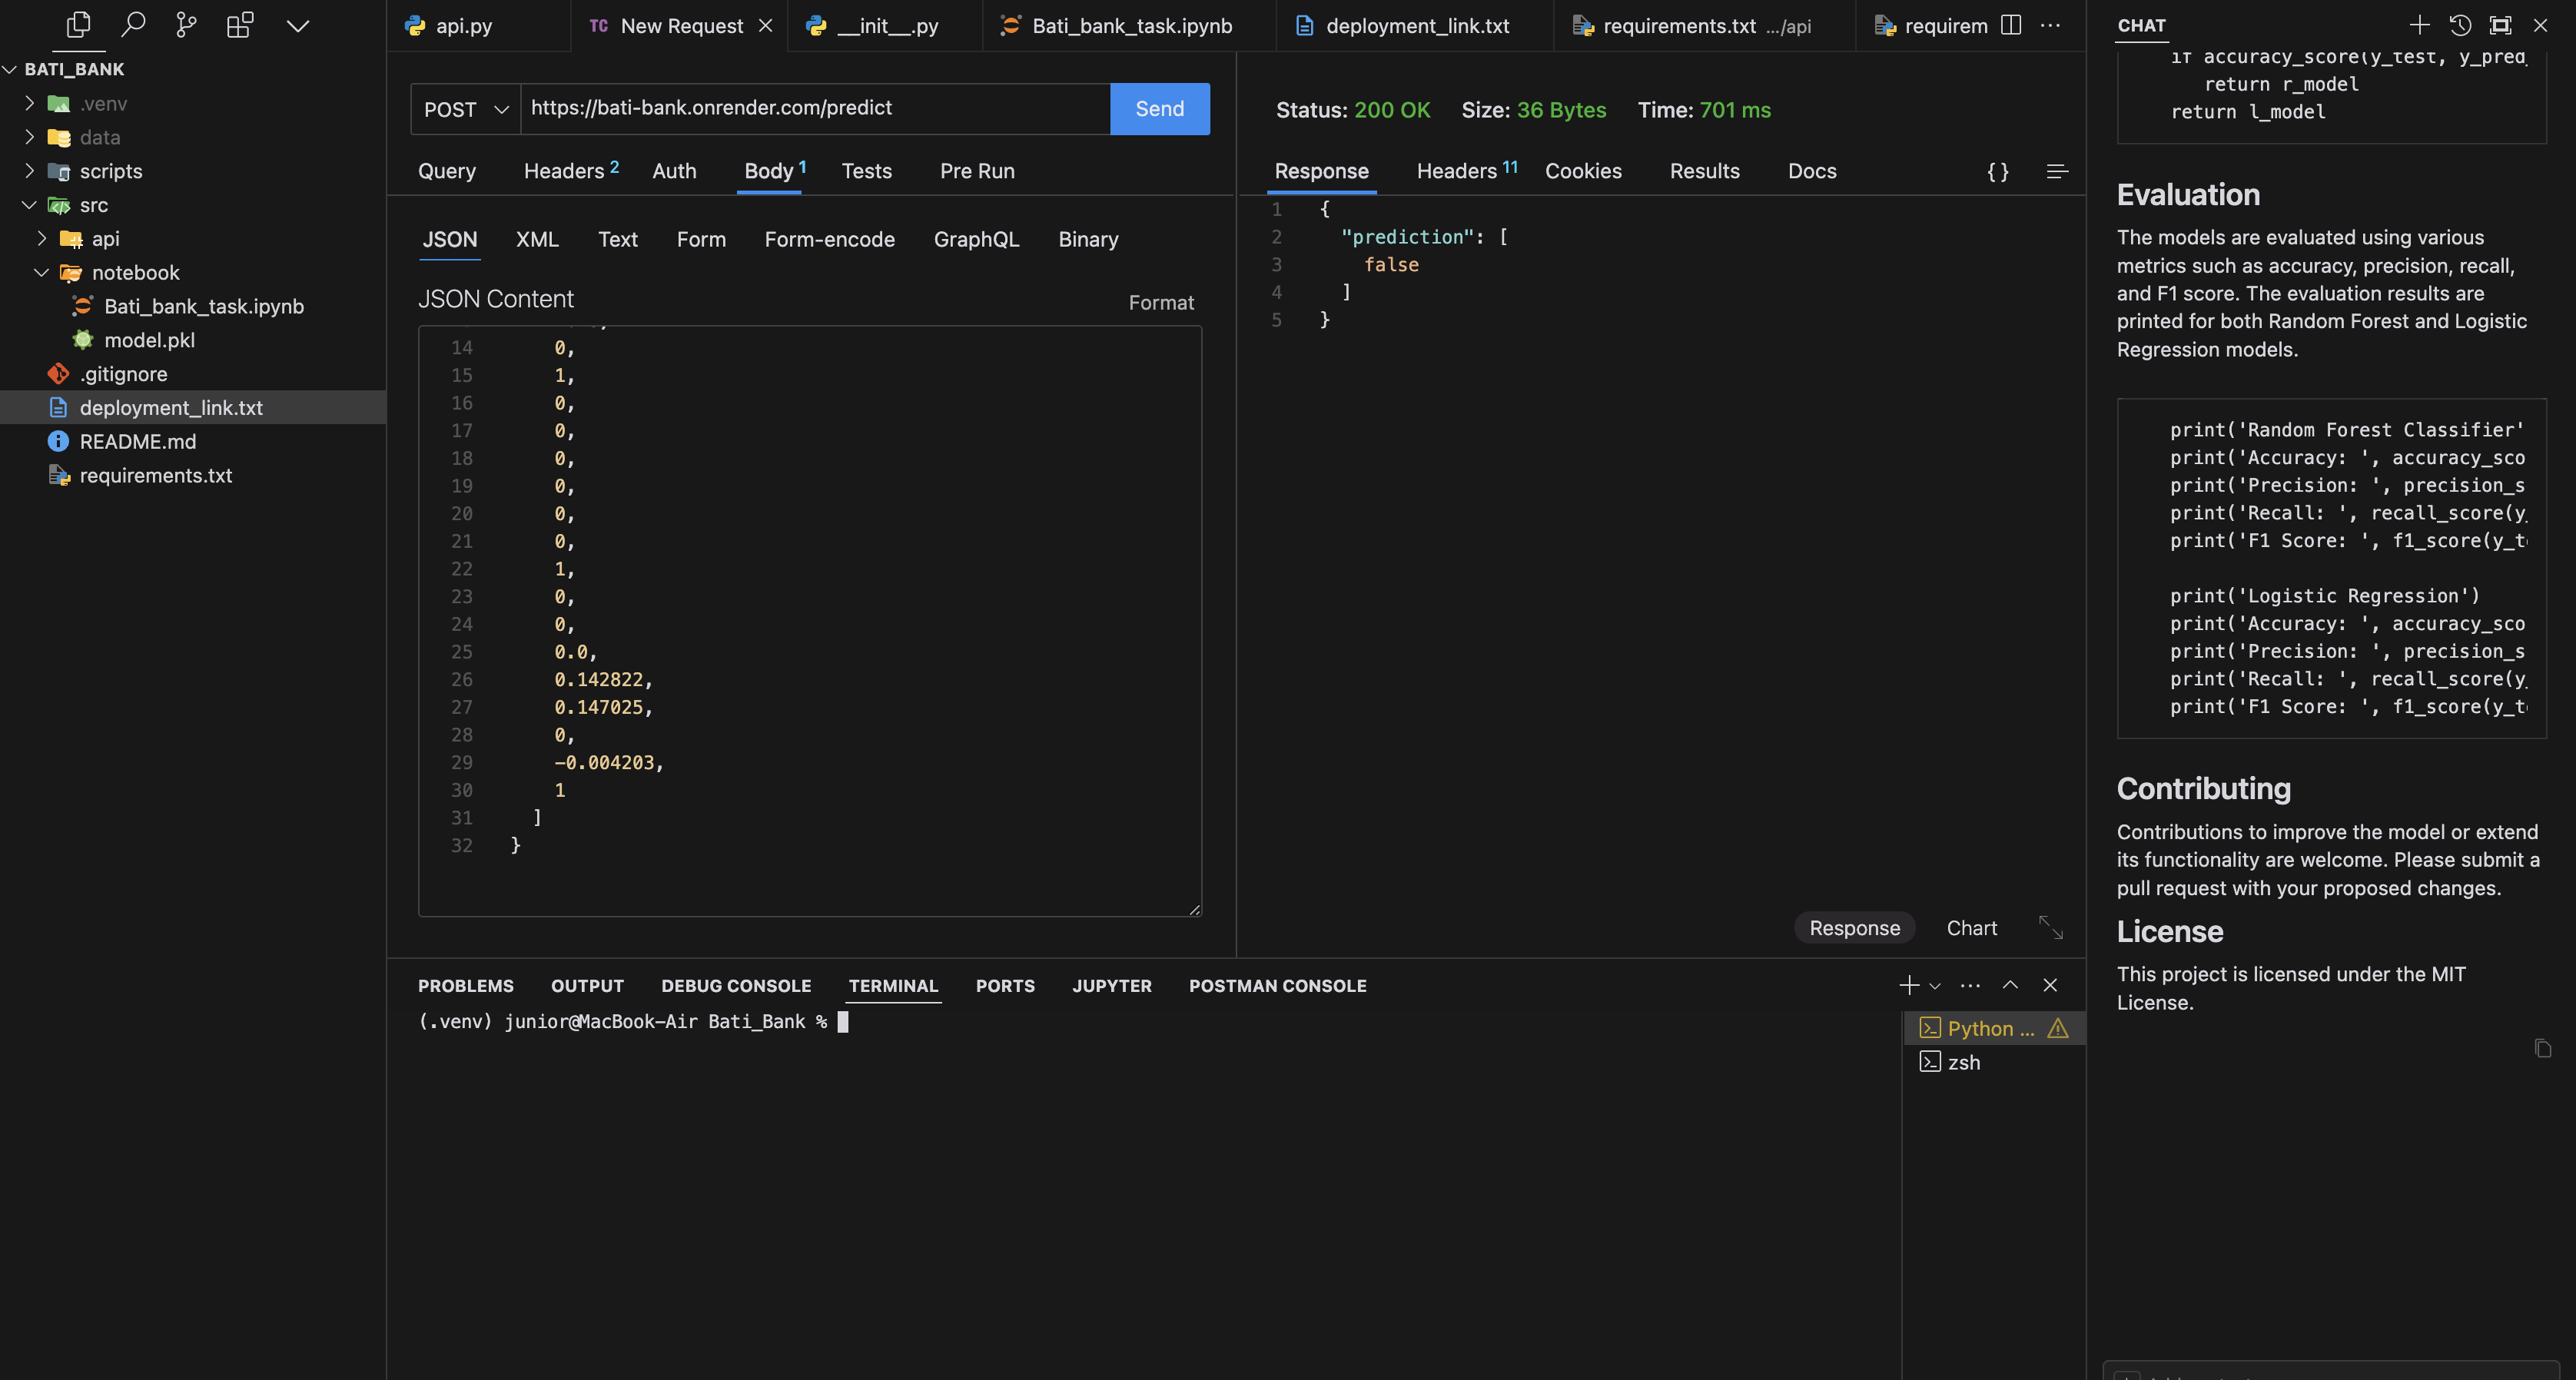 BATI_BANK
.venv
data
scripts
src
api
notebook
Bati_bank_task.ipynb
model.pkl
.gitignore
deployment_link.txt
README.md
requirements.txt
api.py
TC New Request
__init__.py
Bati_bank_task.ipynb
deployment_link.txt
requirements.txt .../api
requirem
POST https://bati-bank.onrender.com/predict Send
Query Headers 2 Auth Body 1 Tests Pre Run
JSON XML Text Form Form-encode GraphQL Binary
JSON Content Format
14 0,
15 1,
16 0,
17 0,
18 0,
19 0,
20 0,
21 0,
22 1,
23 0,
24 0,
25 0.0,
26 0.142822,
27 0.147025,
28 0,
29 -0.004203,
30 1
31 ]
32 }
Status: 200 OK Size: 36 Bytes Time: 701 ms
Response Headers 11 Cookies Results Docs {}
1 {
2 "prediction": [
3 false
4 ]
5 }
Response Chart
PROBLEMS OUTPUT DEBUG CONSOLE TERMINAL PORTS JUPYTER POSTMAN CONSOLE
(.venv) junior@MacBook-Air Bati_Bank %
Python ...
zsh
CHAT
if accuracy_score(y_test, y_pred_
return r_model
return l_model
Evaluation
The models are evaluated using various
metrics such as accuracy, precision, recall,
and F1 score. The evaluation results are
printed for both Random Forest and Logistic
Regression models.
print('Random Forest Classifier'
print('Accuracy: ', accuracy_sco
print('Precision: ', precision_s
print('Recall: ', recall_score(y_
print('F1 Score: ', f1_score(y_t
print('Logistic Regression')
print('Accuracy: ', accuracy_sco
print('Precision: ', precision_s
print('Recall: ', recall_score(y_
print('F1 Score: ', f1_score(y_t
Contributing
Contributions to improve the model or extend
its functionality are welcome. Please submit a
pull request with your proposed changes.
License
This project is licensed under the MIT
License.